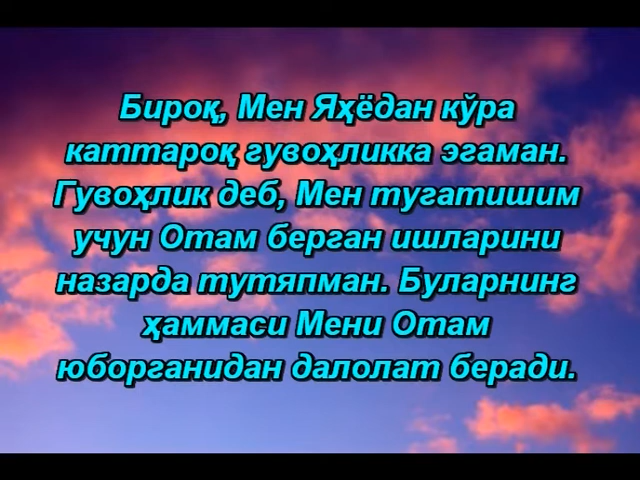 Бироқ, Мен Яҳёдан кўра
каттароқ гувоҳликка эгаман.
Гувоҳлик деб, Мен тугатишим
учун Отам берган ишларини
назарда тутяпман. Буларнинг
ҳаммаси Мени Отам
юборганидан далолат беради.